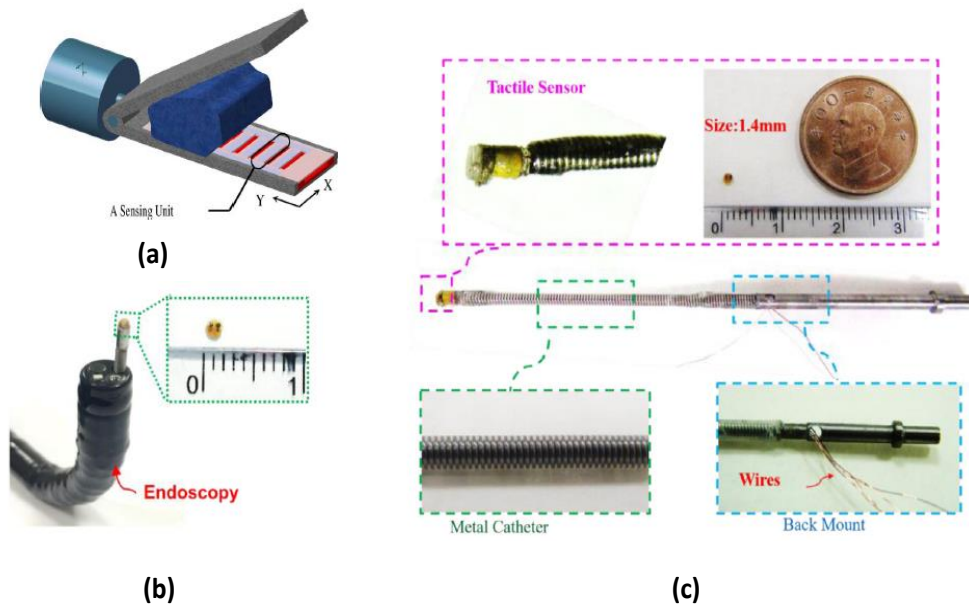 A Sensing Unit
Y
X
(a)
Endoscopy
0
1
(b)
Tactile Sensor
Size:1.4mm
0
1
2
3
Metal Catheter
Wires
Back Mount
(c)